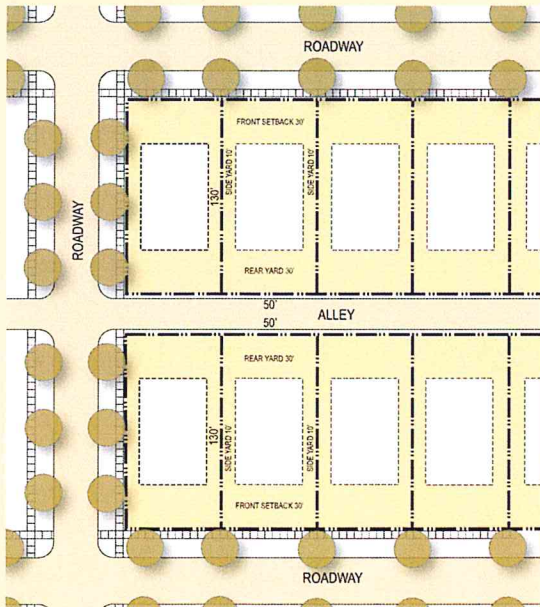 ROADWAY
FRONT SETBACK 30'
SIDE YARD 10'
SIDE YARD 10'
130'
ROADWAY
REAR YARD 30'
50'
50'
ALLEY
REAR YARD 30'
130'
SIDE YARD 10'
SIDE YARD 10'
FRONT SETBACK 30'
ROADWAY